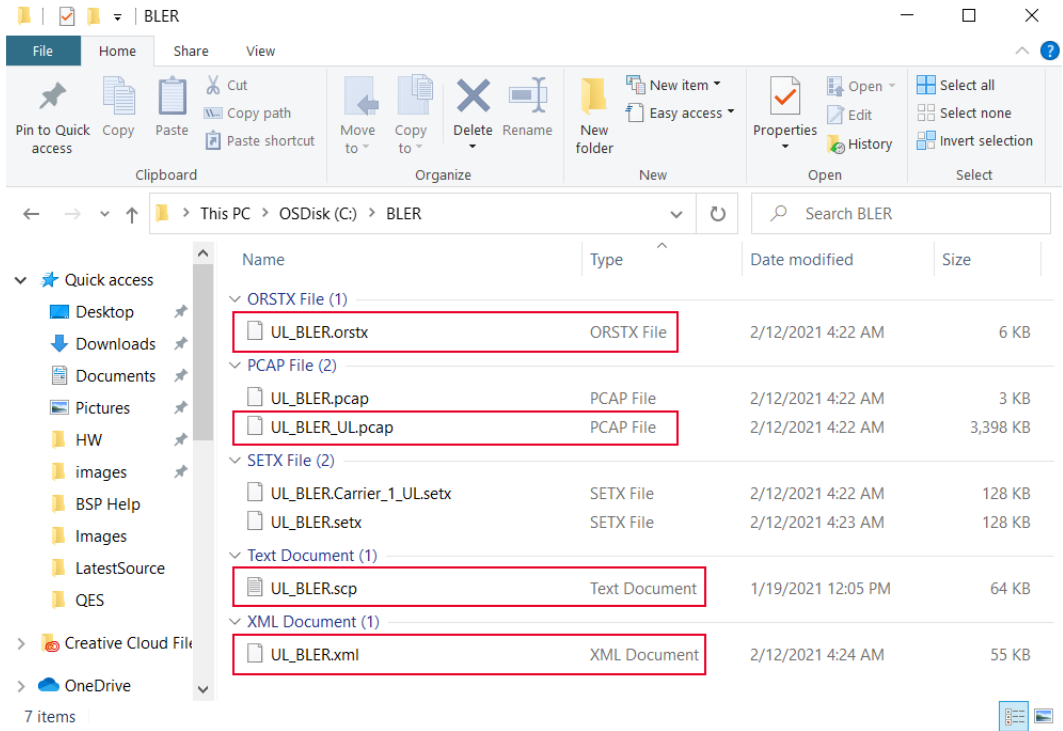 BLER
File Home Share View
Pin to Quick access
Copy
Paste
Cut
Copy path
Paste shortcut
Clipboard
Move to
Copy to
Delete
Rename
Organize
New folder
New item
Easy access
New
Properties
Open
Edit
History
Open
Select all
Select none
Invert selection
Select
This PC > OSDisk (C:) > BLER
Search BLER
Quick access
Desktop
Downloads
Documents
Pictures
HW
images
BSP Help
Images
LatestSource
QES
Creative Cloud File
OneDrive
Name Type Date modified Size
ORSTX File (1)
UL_BLER.orstx ORSTX File 2/12/2021 4:22 AM 6 KB
PCAP File (2)
UL_BLER.pcap PCAP File 2/12/2021 4:22 AM 3 KB
UL_BLER_UL.pcap PCAP File 2/12/2021 4:22 AM 3,398 KB
SETX File (2)
UL_BLER.Carrier_1_UL.setx SETX File 2/12/2021 4:22 AM 128 KB
UL_BLER.setx SETX File 2/12/2021 4:23 AM 128 KB
Text Document (1)
UL_BLER.scp Text Document 1/19/2021 12:05 PM 64 KB
XML Document (1)
UL_BLER.xml XML Document 2/12/2021 4:24 AM 55 KB
7 items